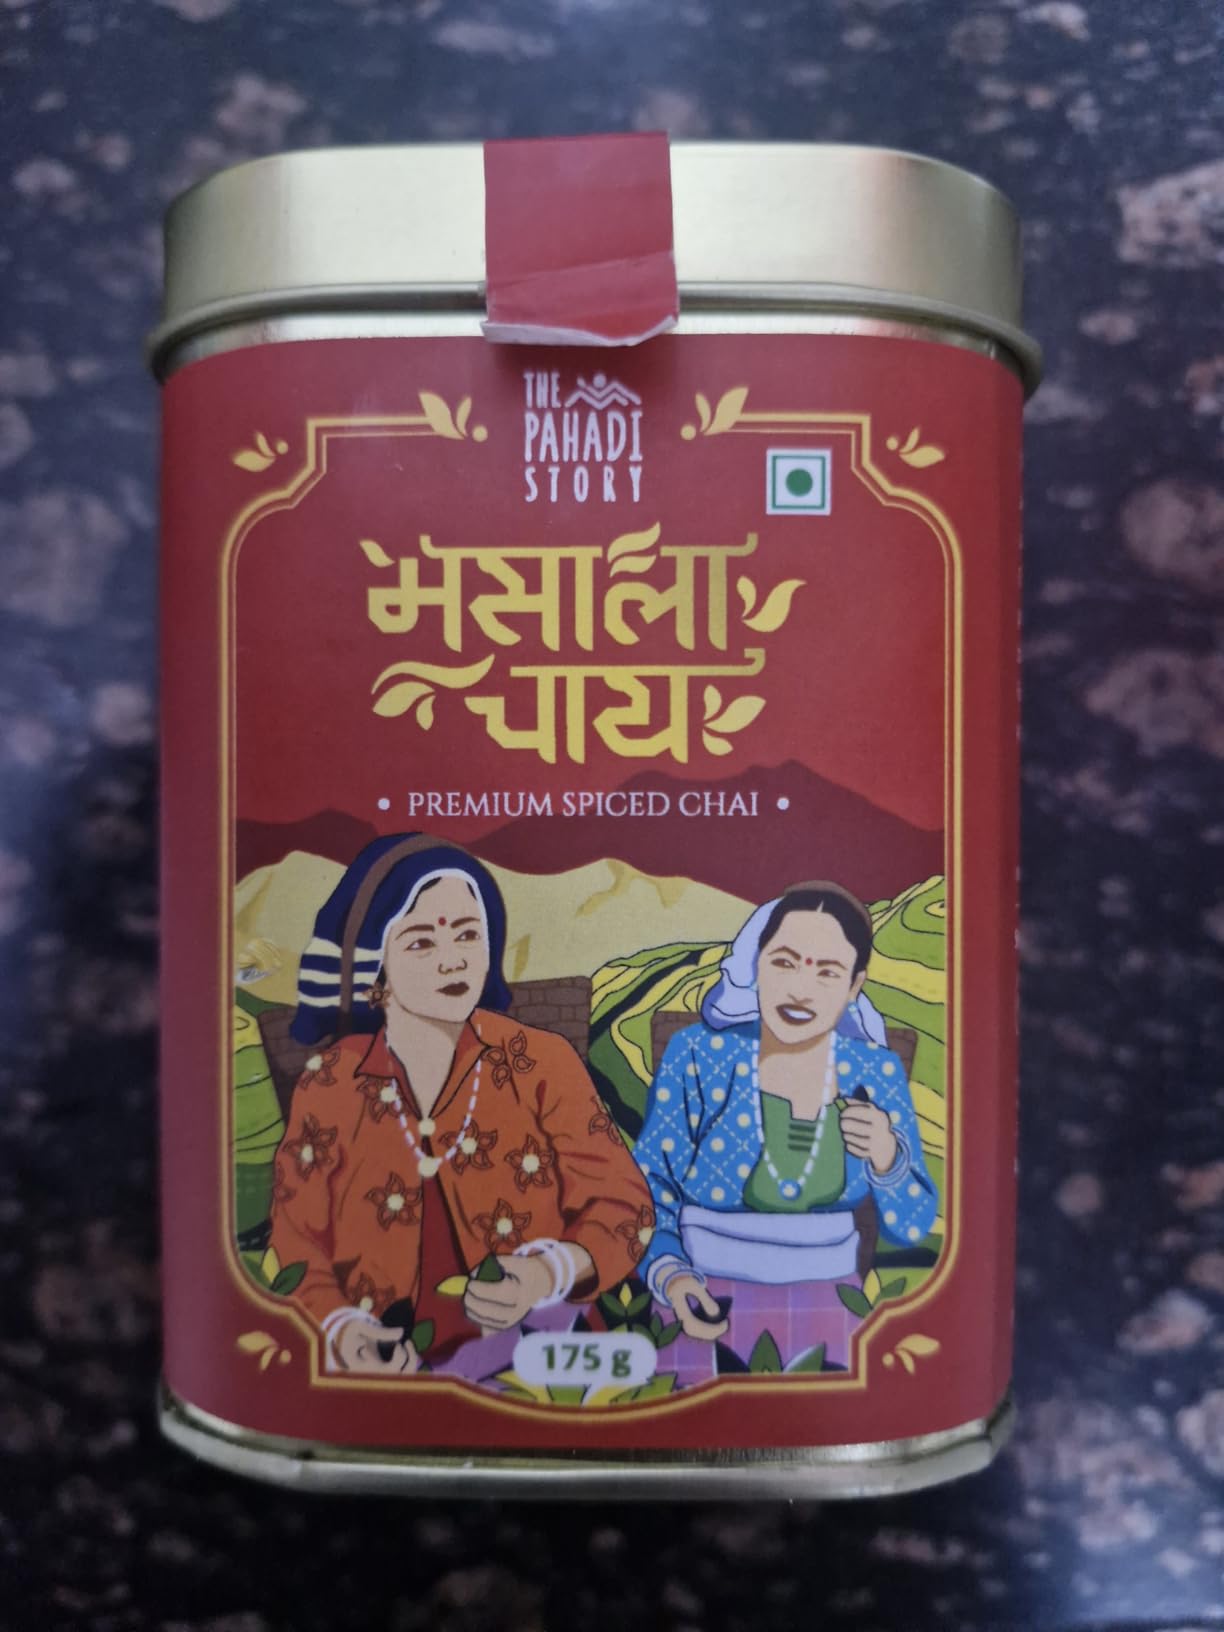 THE
PAHADI
STORY
मसाला
चाय
• PREMIUM SPICED CHAI •
175 g